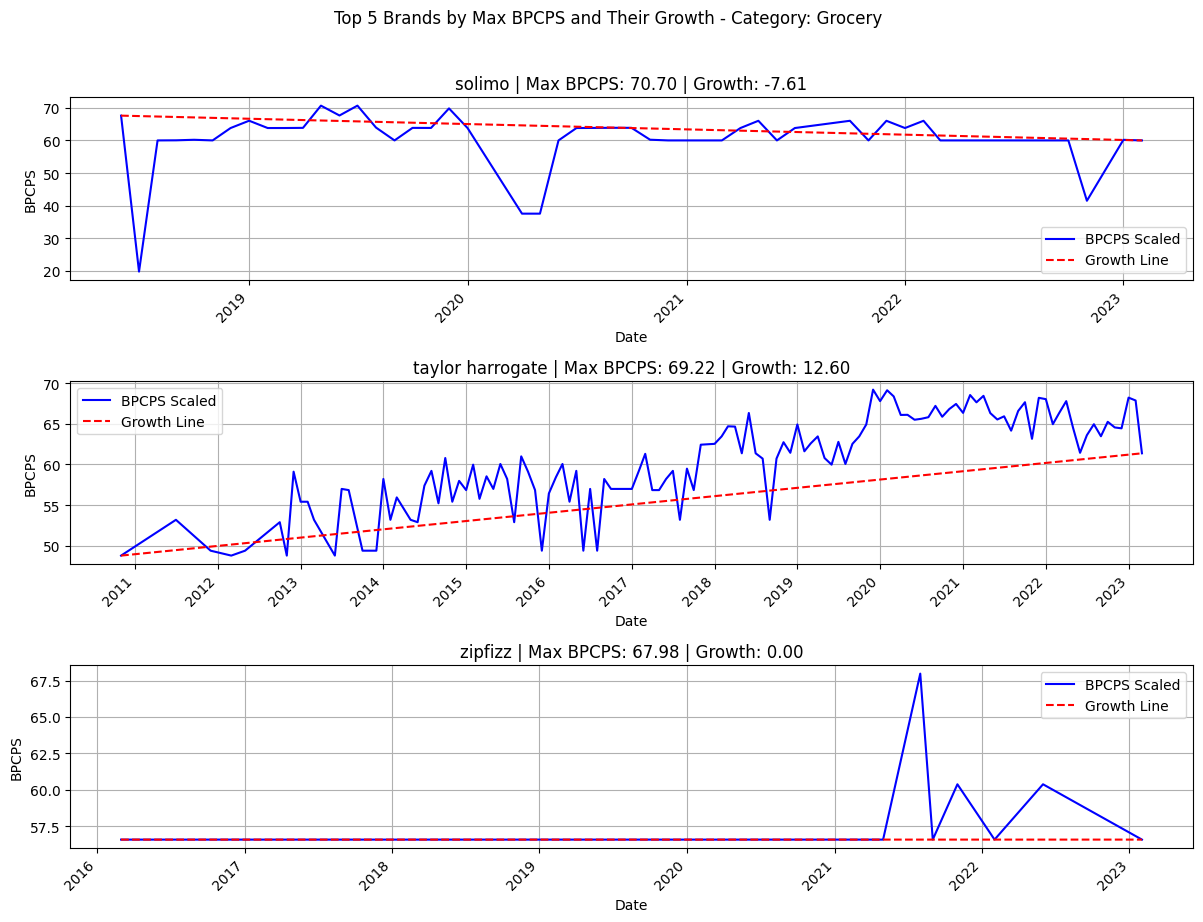 Top 5 Brands by Max BPCPS and Their Growth - Category: Grocery
solimo | Max BPCPS: 70.70 | Growth: -7.61
70
60
50
40
30
20
BPCPS
BPCPS Scaled
Growth Line
2019
2020
2021
2022
2023
Date
taylor harrogate | Max BPCPS: 69.22 | Growth: 12.60
70
65
60
55
50
BPCPS
BPCPS Scaled
Growth Line
2011
2012
2013
2014
2015
2016
2017
2018
2019
2020
2021
2022
2023
Date
zipfizz | Max BPCPS: 67.98 | Growth: 0.00
67.5
65.0
62.5
60.0
57.5
BPCPS
BPCPS Scaled
Growth Line
2016
2017
2018
2019
2020
2021
2022
2023
Date